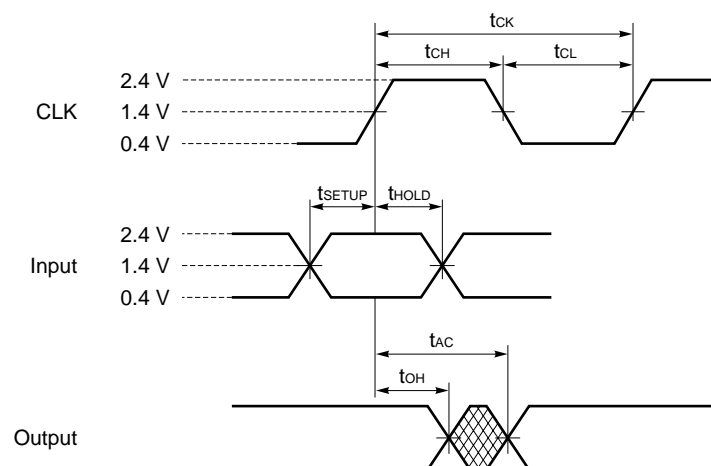 tCK
tCH tCL
2.4 V
CLK 1.4 V
0.4 V
tSETUP tHOLD
2.4 V
Input 1.4 V
0.4 V
tAC
tOH
Output